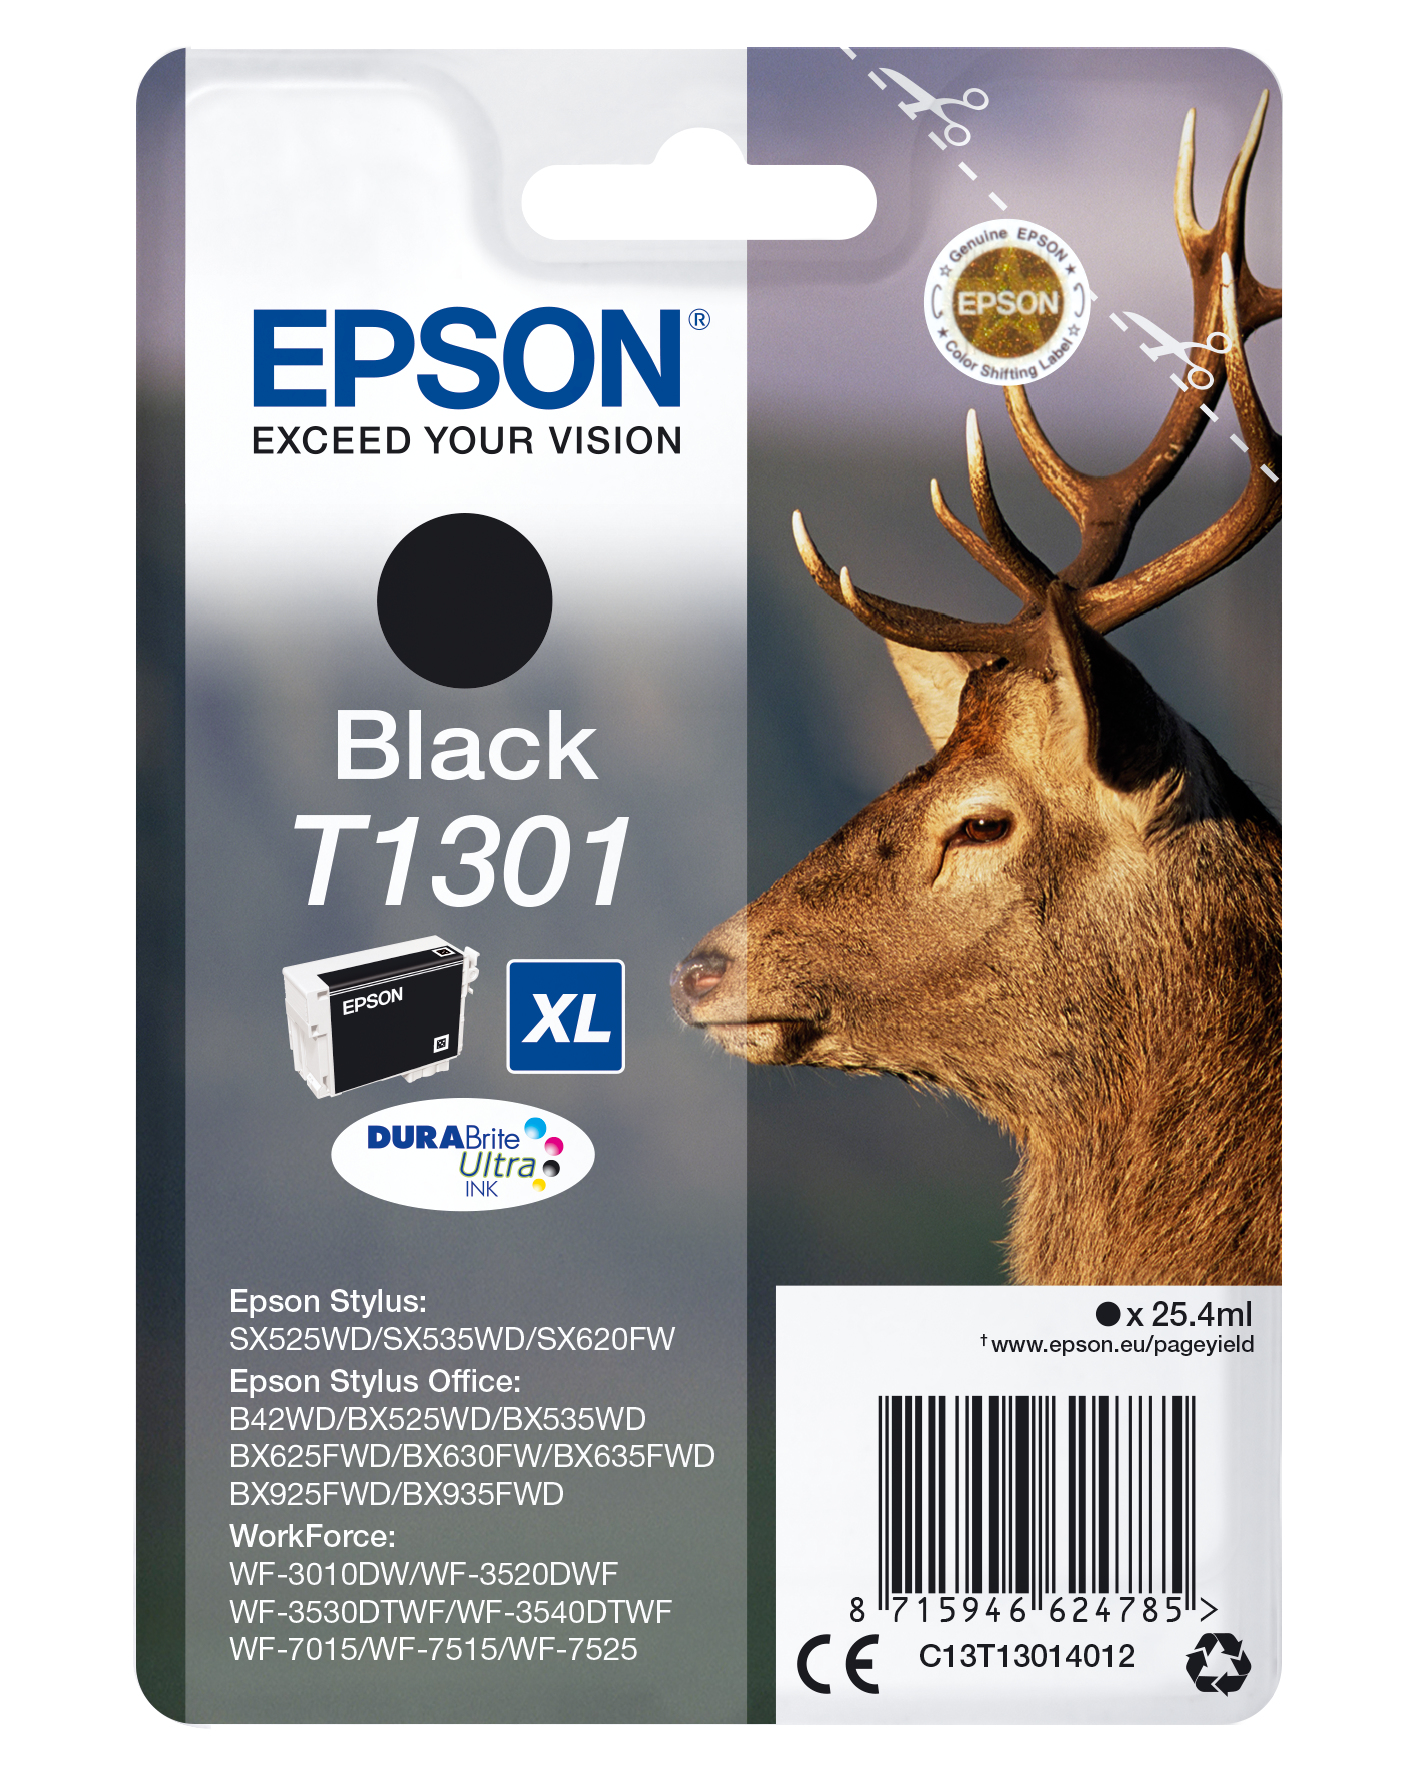 EPSON®
EXCEED YOUR VISION
Genuine EPSON
EPSON
Color Shifting Label
Black
T1301
EPSON
XL
DURABrite
Ultra
INK
Epson Stylus:
SX525WD/SX535WD/SX620FW
Epson Stylus Office:
B42WD/BX525WD/BX535WD
BX625FWD/BX630FW/BX635FWD
BX925FWD/BX935FWD
WorkForce:
WF-3010DW/WF-3520DWF
WF-3530DTWF/WF-3540DTWF
WF-7015/WF-7515/WF-7525
x 25.4ml
†www.epson.eu/pageyield
8 715946 624785 >
CE C13T13014012